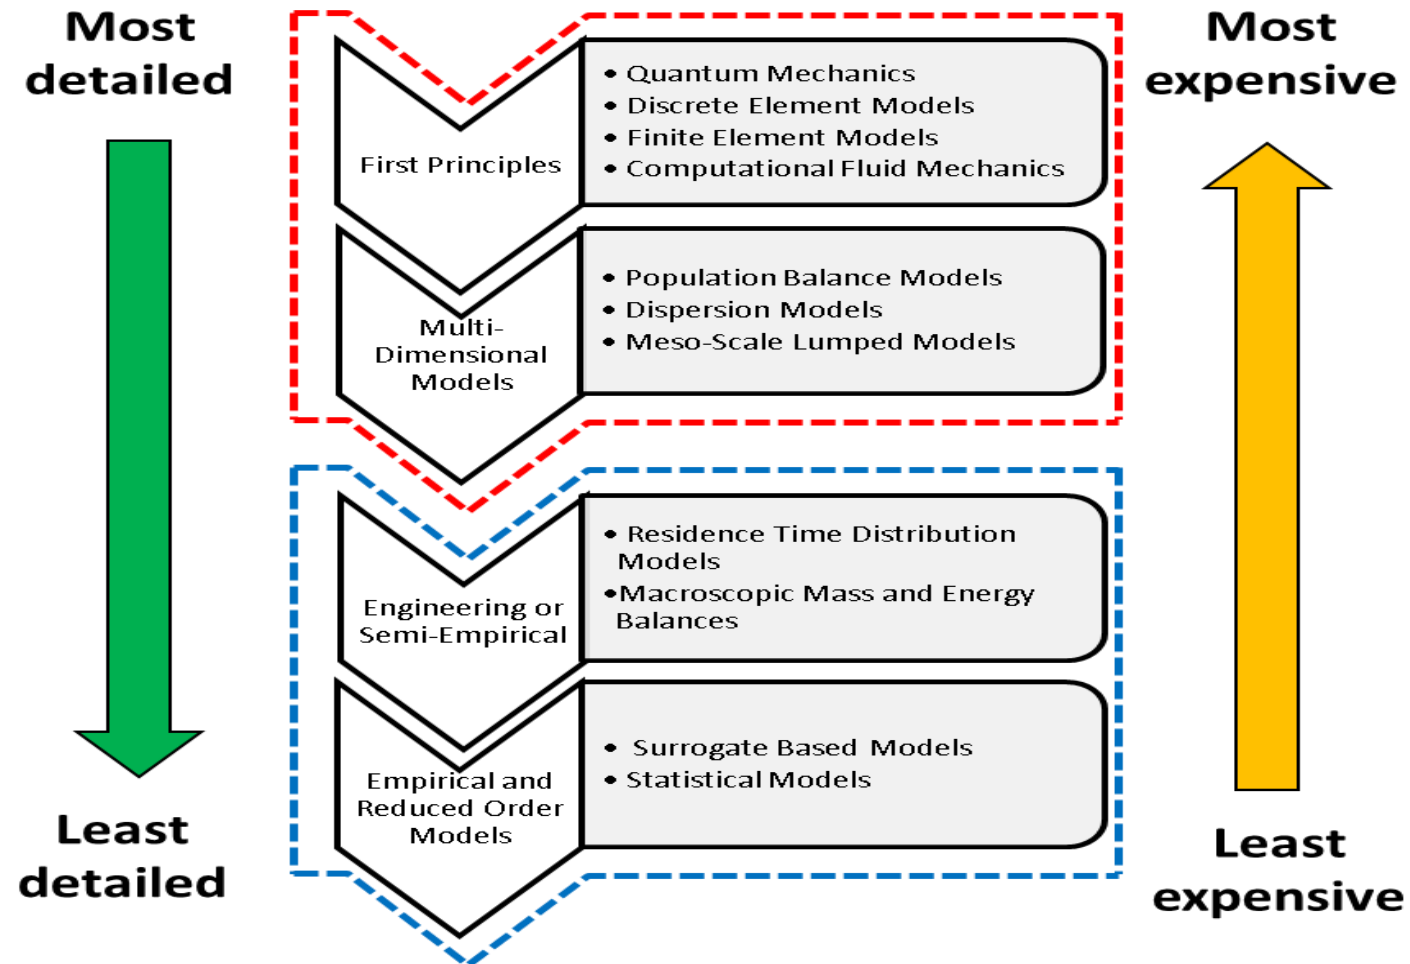 Most
detailed
Most
expensive
First Principles
• Quantum Mechanics
• Discrete Element Models
• Finite Element Models
• Computational Fluid Mechanics
Multi-
Dimensional
Models
• Population Balance Models
• Dispersion Models
• Meso-Scale Lumped Models
Engineering or
Semi-Empirical
• Residence Time Distribution
Models
•Macroscopic Mass and Energy
Balances
Empirical and
Reduced Order
Models
• Surrogate Based Models
• Statistical Models
Least
detailed
Least
expensive